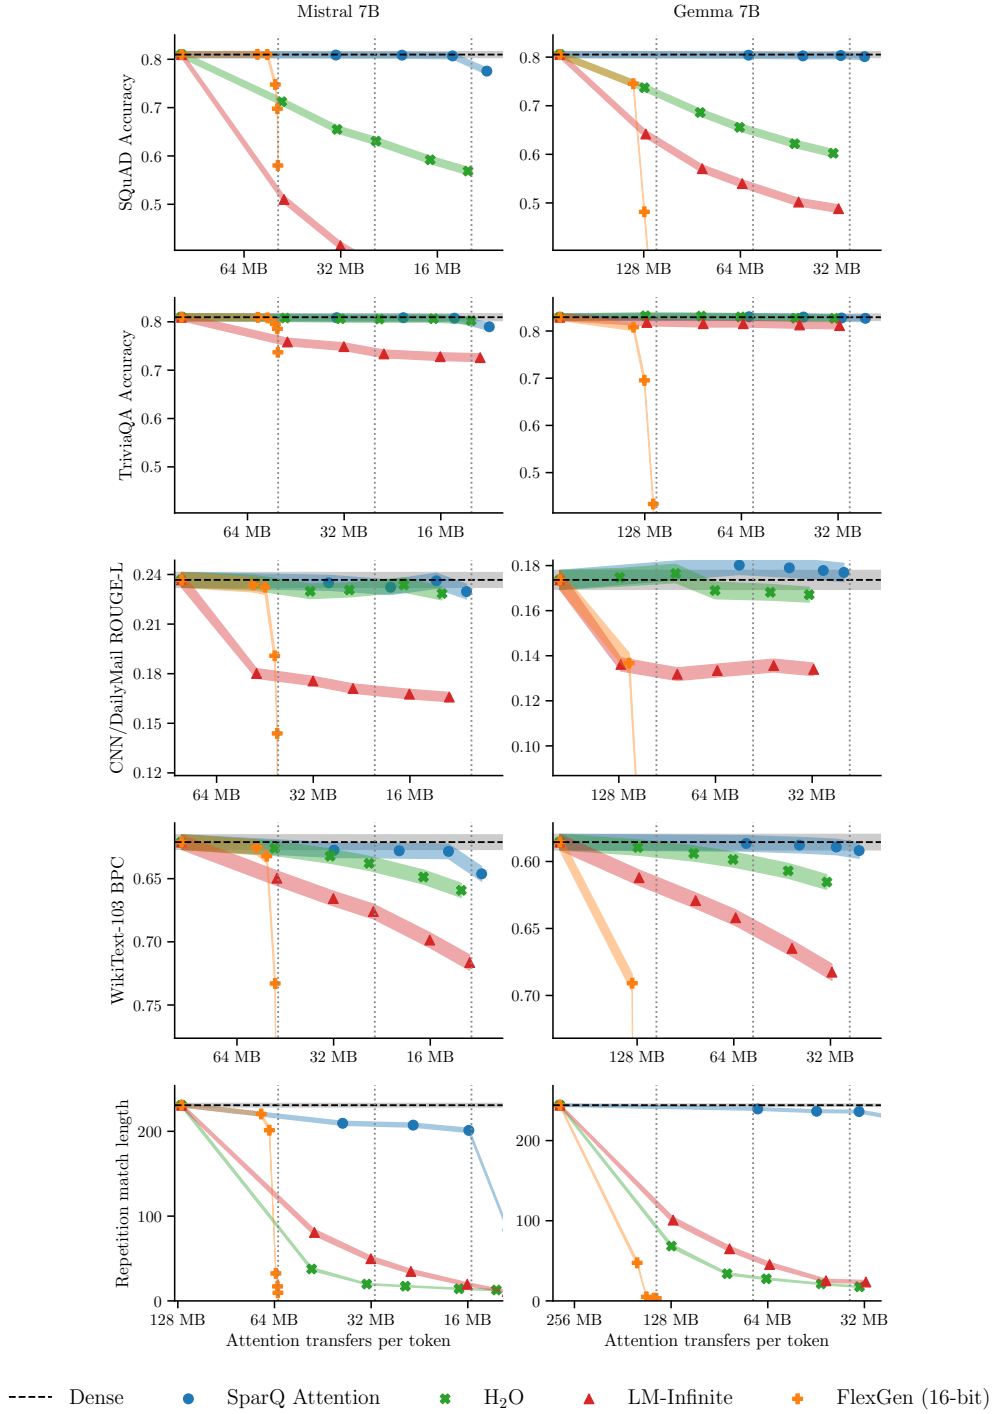 Mistral 7B
Gemma 7B
SQuAD Accuracy
0.8
0.7
0.6
0.5
64 MB
32 MB
16 MB
0.8
0.7
0.6
0.5
128 MB
64 MB
32 MB
TriviaQA Accuracy
0.8
0.7
0.6
0.5
64 MB
32 MB
16 MB
0.8
0.7
0.6
0.5
128 MB
64 MB
32 MB
CNN/DailyMail ROUGE-L
0.24
0.21
0.18
0.15
0.12
64 MB
32 MB
16 MB
0.18
0.16
0.14
0.12
0.10
128 MB
64 MB
32 MB
WikiText-103 BPC
0.65
0.70
0.75
64 MB
32 MB
16 MB
0.60
0.65
0.70
128 MB
64 MB
32 MB
Repetition match length
200
100
0
128 MB
64 MB
32 MB
16 MB
Attention transfers per token
200
100
0
256 MB
128 MB
64 MB
32 MB
Attention transfers per token
Dense
SparQ Attention
H₂O
LM-Infinite
FlexGen (16-bit)